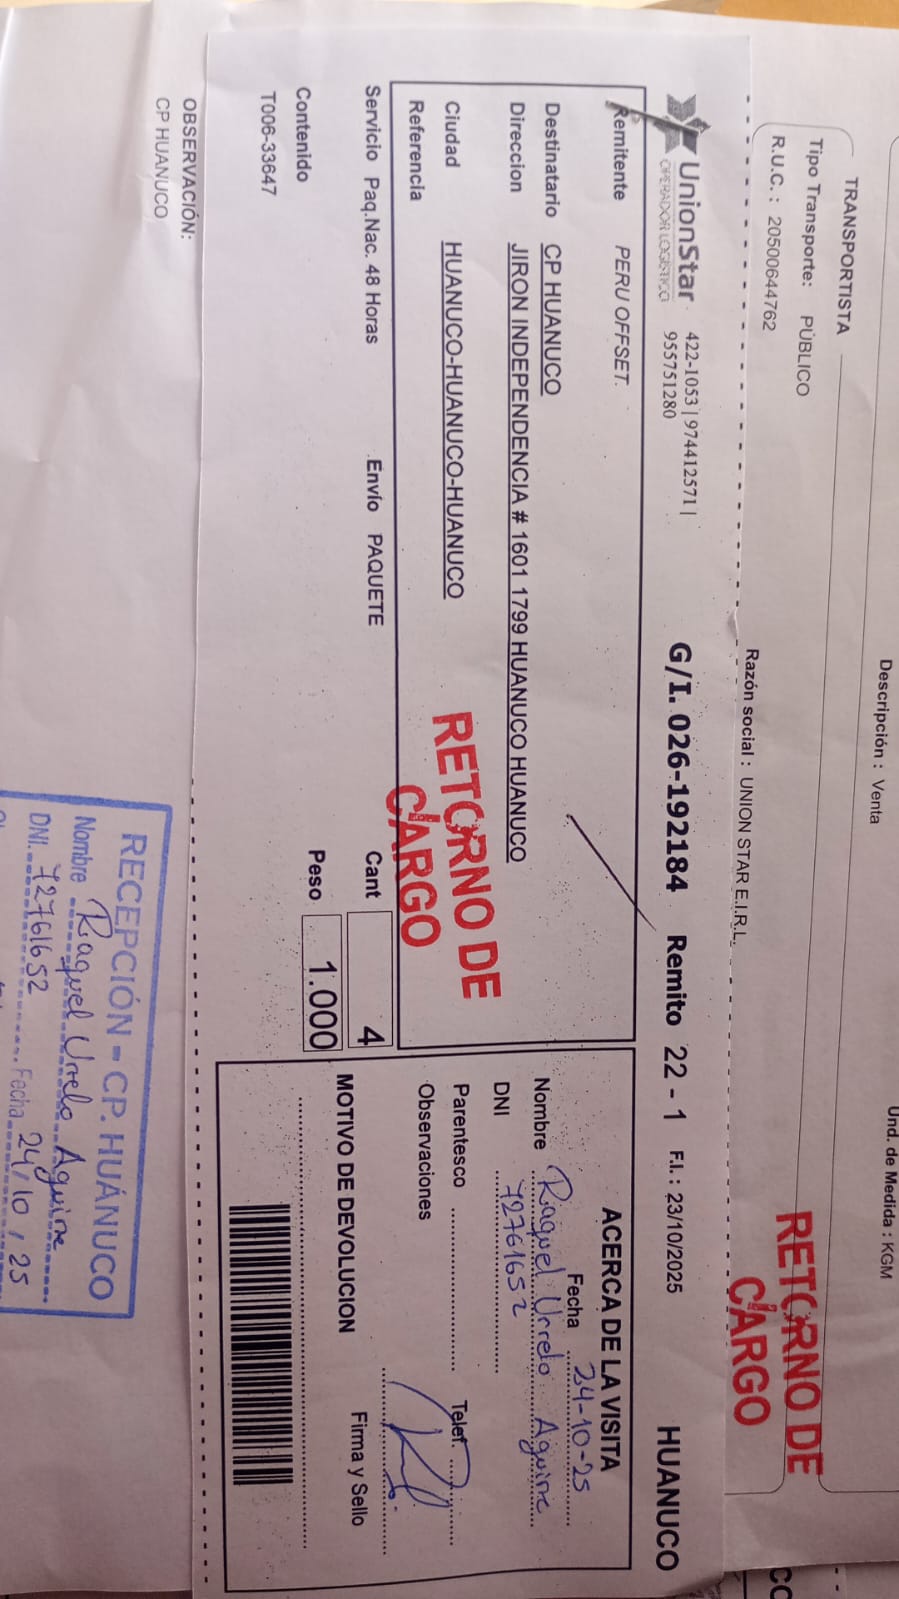 Descripción : Venta
Und. de Medida : KGM
TRANSPORTISTA
Tipo Transporte: PÚBLICO
R.U.C. : 20500644762
Razón social : UNION STAR E.I.R.L.
RETORNO DE
CARGO
UnionStar
OPERADOR LOGÍSTICO
422-1053 | 974412571 |
955751280
G/I. 026-192184 Remito 22 - 1 F.I.: 23/10/2025 HUANUCO
Remitente PERU OFFSET.
Destinatario CP HUANUCO
Direccion JIRON INDEPENDENCIA # 1601 1799 HUANUCO HUANUCO
Ciudad HUANUCO-HUANUCO-HUANUCO
Referencia
RETORNO DE
CARGO
Servicio Paq.Nac. 48 Horas Envío PAQUETE Cant 4
Peso 1.000
Contenido
T006-33647
ACERCA DE LA VISITA
Fecha 24-10-25
Nombre Raquel Urrelo Aguirre
DNI 72761652
Parentesco Telef.
Observaciones
MOTIVO DE DEVOLUCION Firma y Sello
OBSERVACIÓN:
CP HUANUCO
RECEPCIÓN - CP. HUÁNUCO
Nombre Raquel Urrelo Aguirre
DNI. 72761652 Fecha 24/10/25